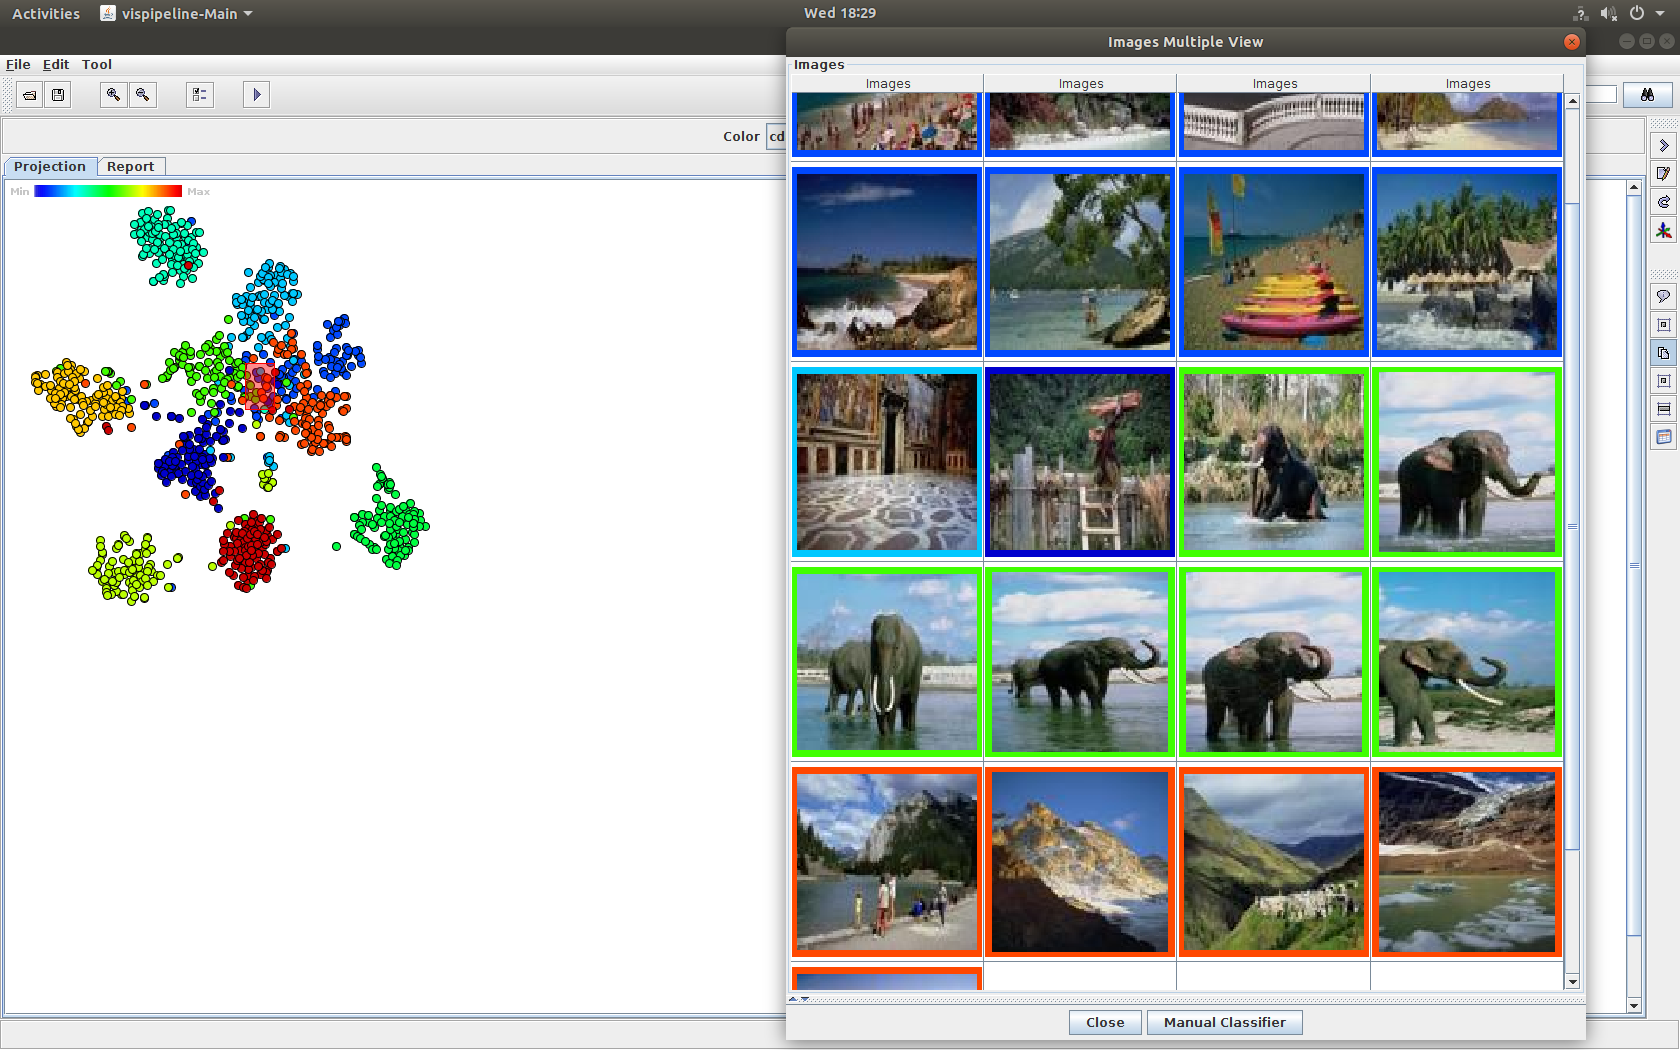 Activities vispipeline-Main Wed 18:29
Images Multiple View
File Edit Tool
Images
Images Images Images Images
Color cd
Projection Report
Min Max
Close Manual Classifier